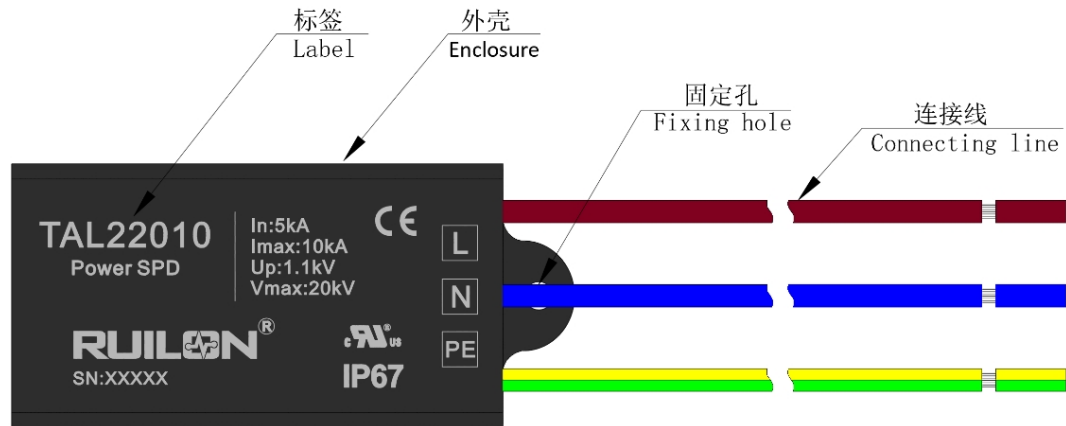 标签
Label
外壳
Enclosure
固定孔
Fixing hole
连接线
Connecting line
TAL22010
Power SPD
In:5kA
Imax:10kA
Up:1.1kV
Vmax:20kV
CE
L
N
PE
RUILON®
SN:XXXXX
c RU® US
IP67